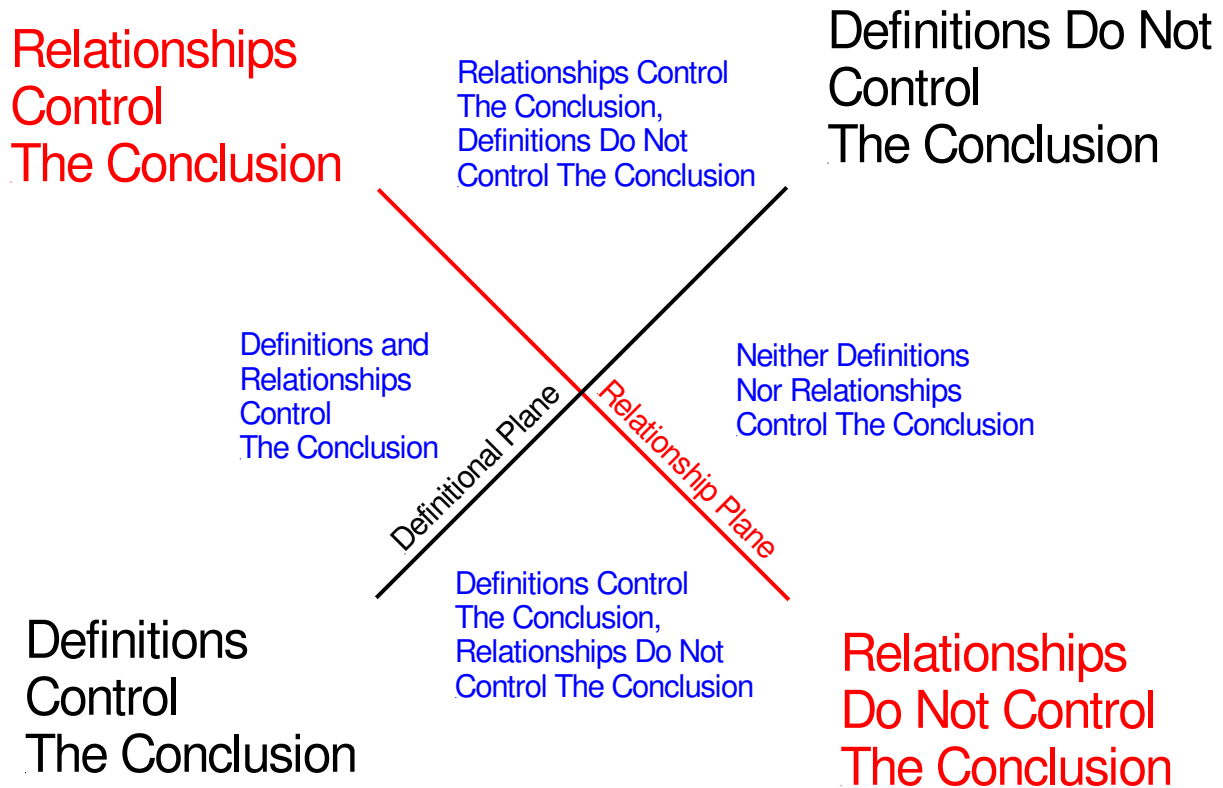 Relationships
Control
The Conclusion
Relationships Control
The Conclusion,
Definitions Do Not
Control The Conclusion
Definitions Do Not
Control
The Conclusion
Definitions and
Relationships
Control
The Conclusion
Definitional Plane
Relationship Plane
Neither Definitions
Nor Relationships
Control The Conclusion
Definitions
Control
The Conclusion
Definitions Control
The Conclusion,
Relationships Do Not
Control The Conclusion
Relationships
Do Not Control
The Conclusion